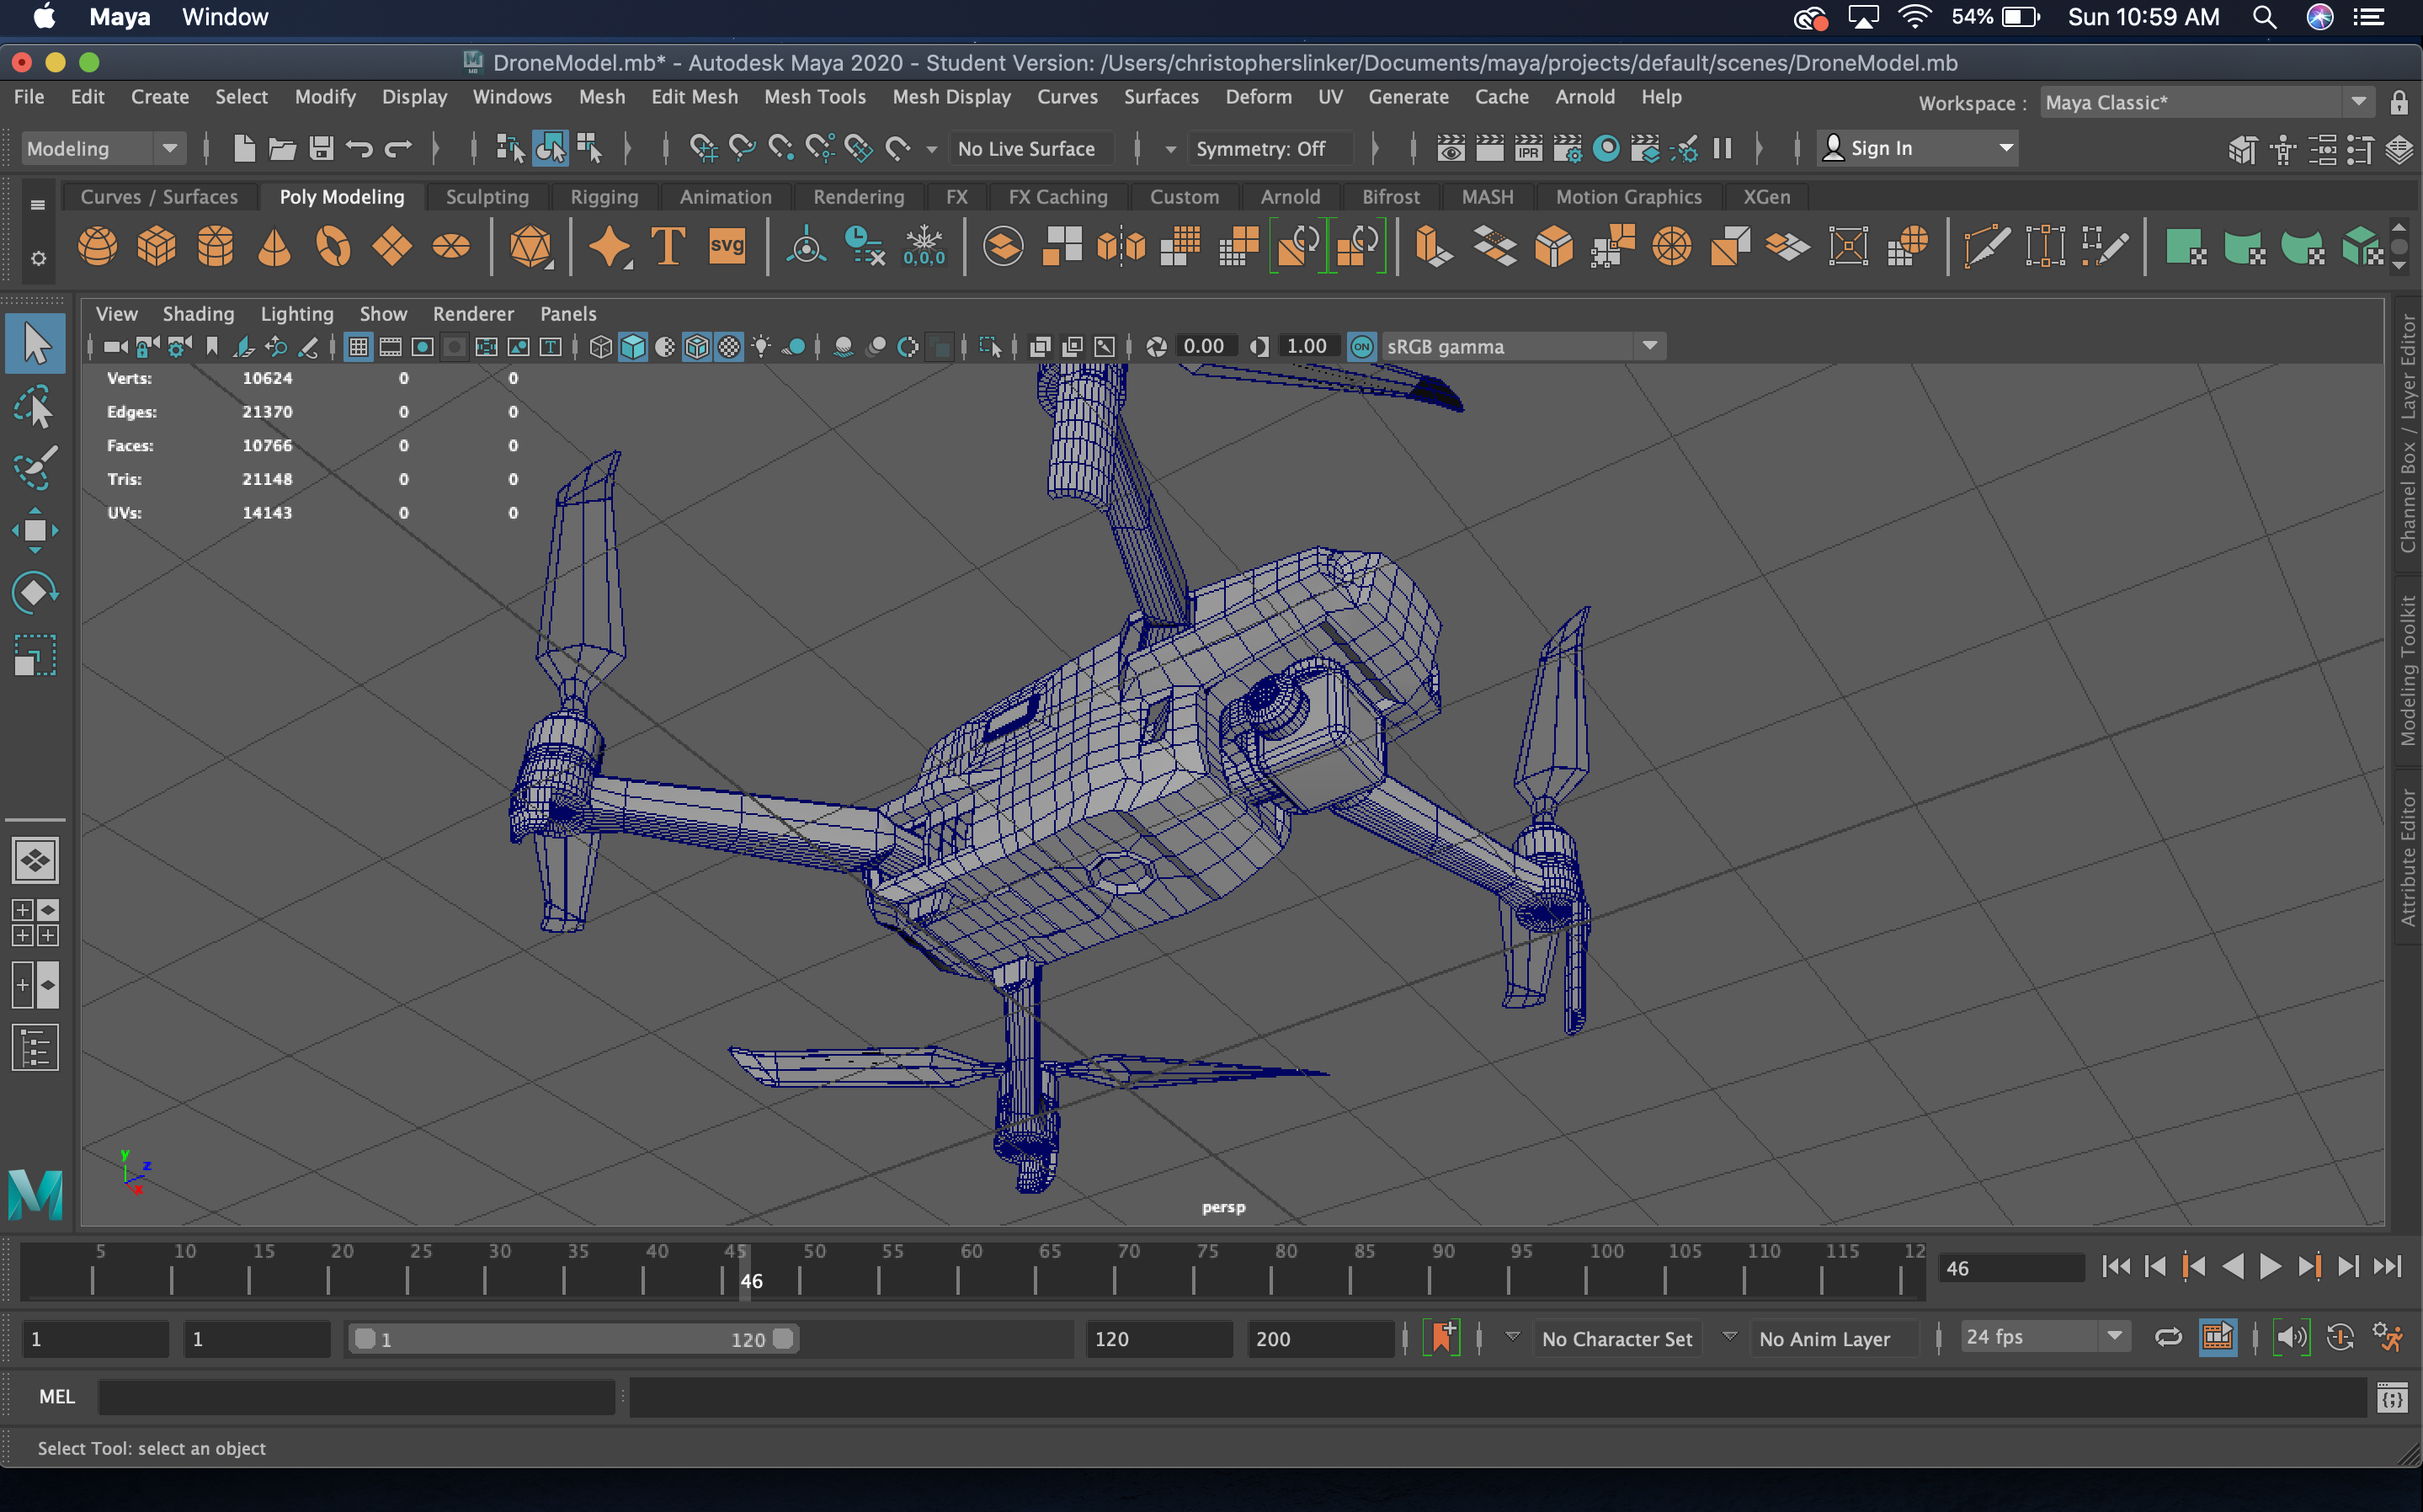 Maya Window 54% Sun 10:59 AM
DroneModel.mb* - Autodesk Maya 2020 - Student Version: /Users/christopherslinker/Documents/maya/projects/default/scenes/DroneModel.mb
File Edit Create Select Modify Display Windows Mesh Edit Mesh Mesh Tools Mesh Display Curves Surfaces Deform UV Generate Cache Arnold Help Workspace : Maya Classic*
Modeling No Live Surface Symmetry: Off IPR Sign In
Curves / Surfaces Poly Modeling Sculpting Rigging Animation Rendering FX FX Caching Custom Arnold Bifrost MASH Motion Graphics XGen
T svg 0,0,0
View Shading Lighting Show Renderer Panels
T 0.00 1.00 ON sRGB gamma
Verts: 10624 0 0
Edges: 21370 0 0
Faces: 10766 0 0
Tris: 21148 0 0
UVs: 14143 0 0
Channel Box / Layer Editor
Modeling Toolkit
Attribute Editor
y
z
x
persp
5 10 15 20 25 30 35 40 45 50 55 60 65 70 75 80 85 90 95 100 105 110 115 12
46 46
1 1 1 120 120 200 No Character Set No Anim Layer 24 fps
MEL
Select Tool: select an object